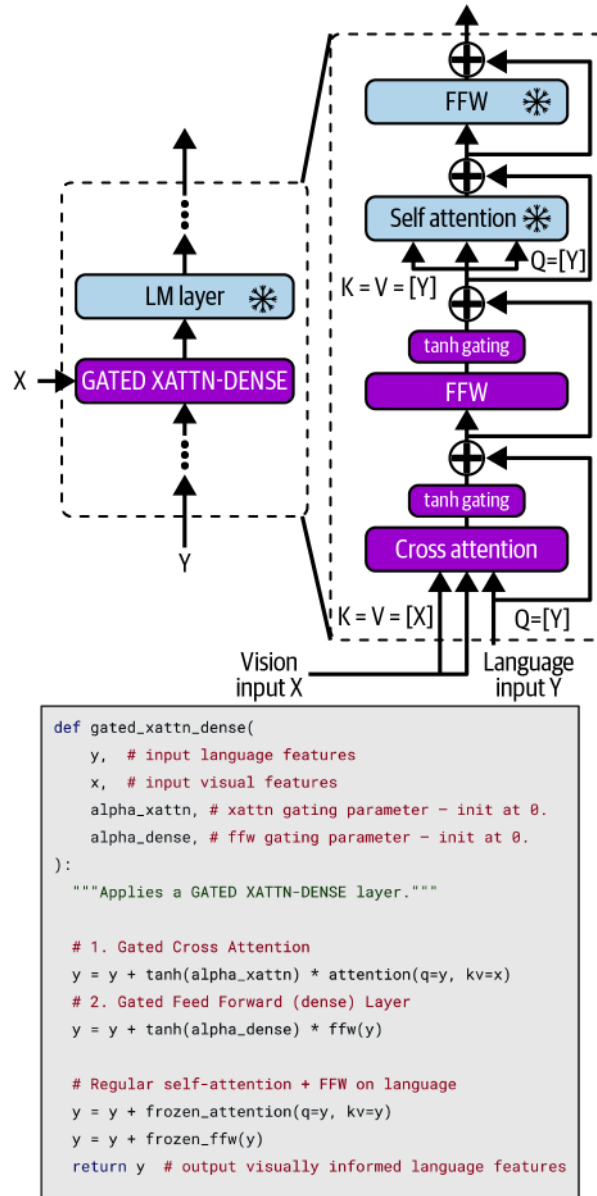 FFW
Self attention
K = V = [Y]
Q=[Y]
tanh gating
FFW
tanh gating
Cross attention
K = V = [X]
Q=[Y]
Vision
input X
Language
input Y
LM layer
X
GATED XATTN-DENSE
Y
def gated_xattn_dense(
    y,  # input language features
    x,  # input visual features
    alpha_xattn, # xattn gating parameter – init at 0.
    alpha_dense, # ffw gating parameter – init at 0.
):
  """Applies a GATED XATTN-DENSE layer."""
  # 1. Gated Cross Attention
  y = y + tanh(alpha_xattn) * attention(q=y, kv=x)
  # 2. Gated Feed Forward (dense) Layer
  y = y + tanh(alpha_dense) * ffw(y)
  # Regular self-attention + FFW on language
  y = y + frozen_attention(q=y, kv=y)
  y = y + frozen_ffw(y)
  return y  # output visually informed language features